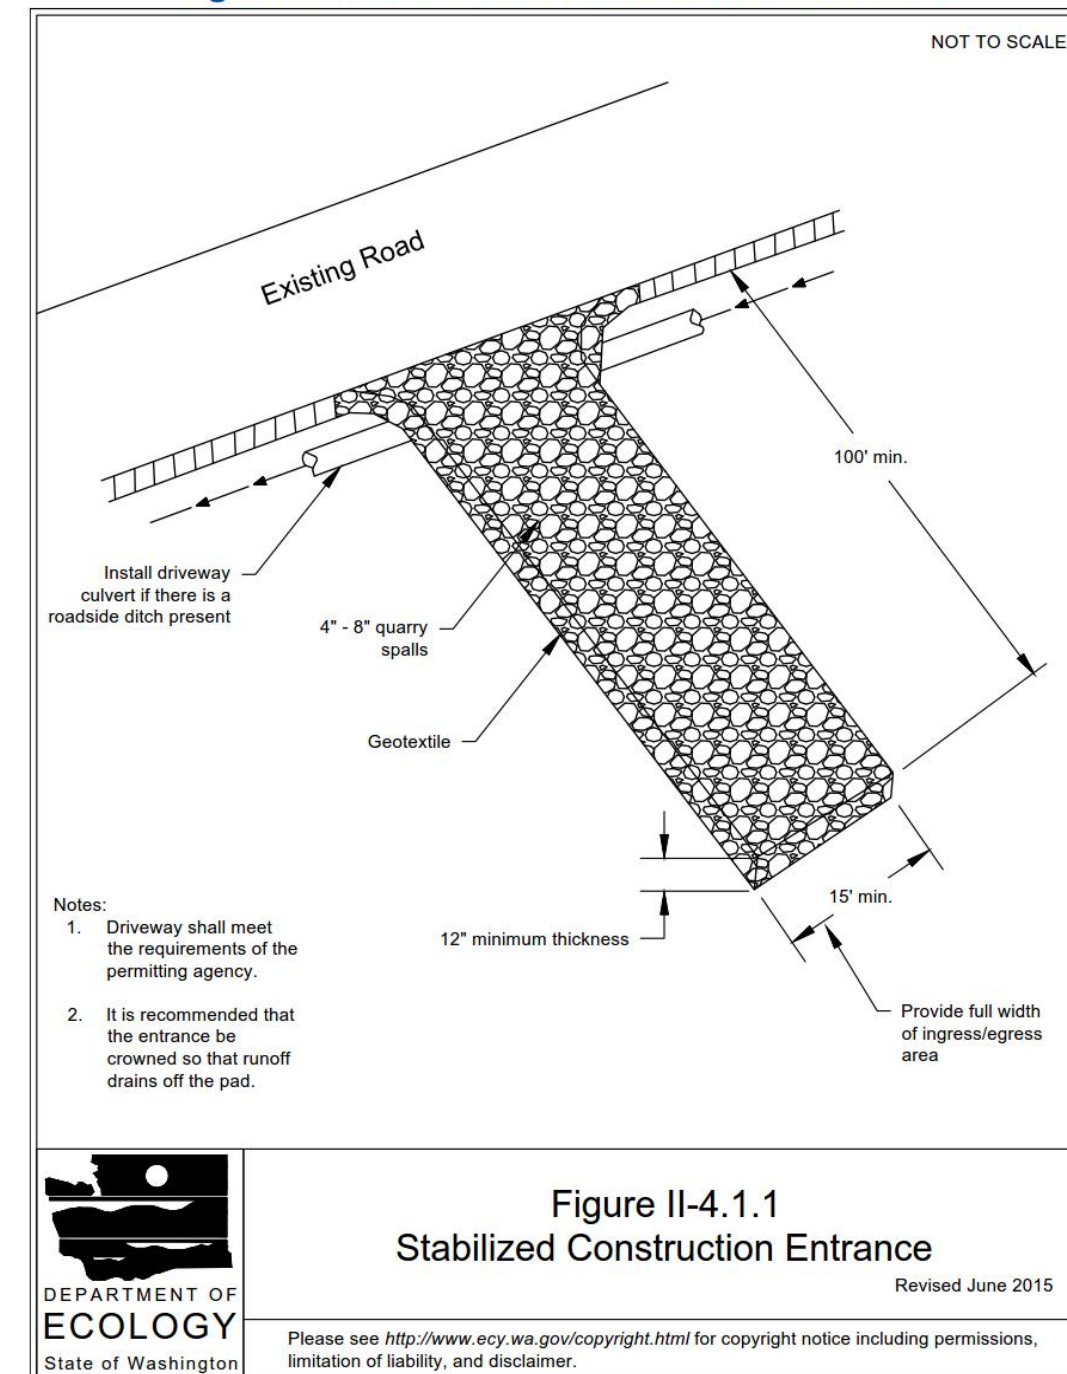 NOT TO SCALE
Existing Road
100' min.
Install driveway
culvert if there is a
roadside ditch present
4" - 8" quarry
spalls
Geotextile
15' min.
12" minimum thickness
Provide full width
of ingress/egress
area
Notes:
1. Driveway shall meet
the requirements of the
permitting agency.
2. It is recommended that
the entrance be
crowned so that runoff
drains off the pad.
Figure II-4.1.1
Stabilized Construction Entrance
Revised June 2015
DEPARTMENT OF
ECOLOGY
State of Washington
Please see http://www.ecy.wa.gov/copyright.html for copyright notice including permissions,
limitation of liability, and disclaimer.